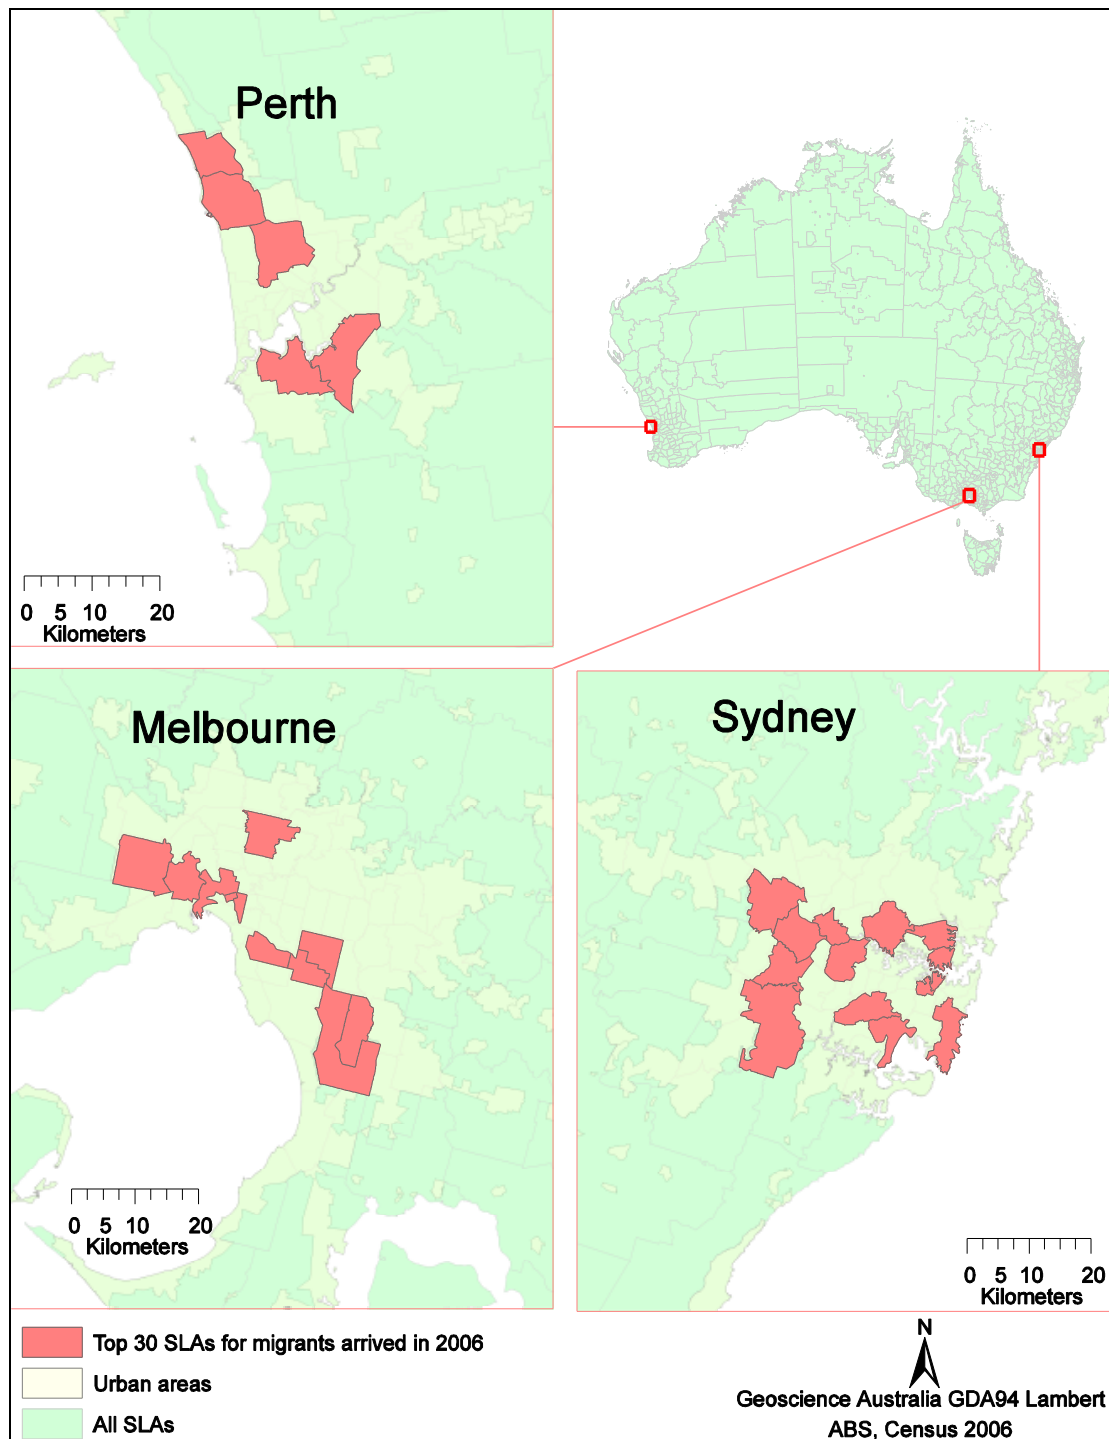 Perth
0 5 10 20
Kilometers
Melbourne
0 5 10 20
Kilometers
Sydney
0 5 10 20
Kilometers
Top 30 SLAs for migrants arrived in 2006
Urban areas
All SLAs
N
Geoscience Australia GDA94 Lambert
ABS, Census 2006